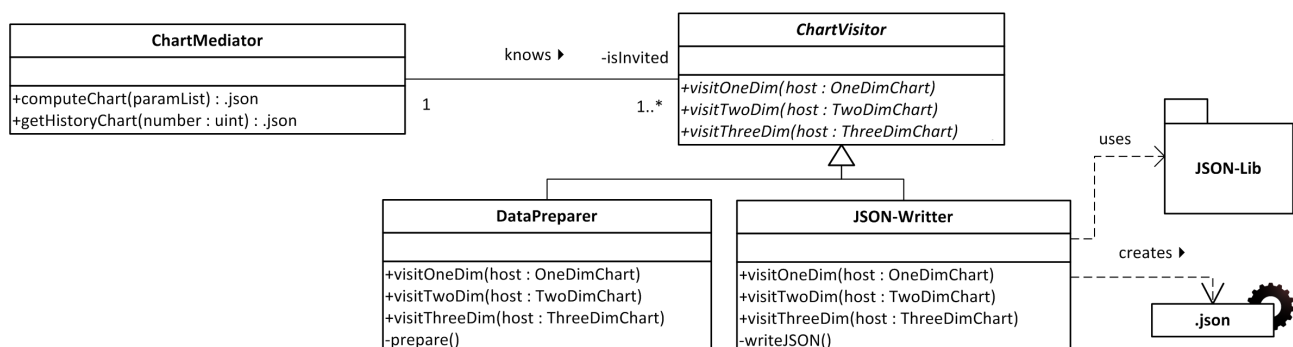 ChartMediator
+computeChart(paramList) : .json
+getHistoryChart(number : uint) : .json
knows
-isInvited
1
1..*
ChartVisitor
+visitOneDim(host : OneDimChart)
+visitTwoDim(host : TwoDimChart)
+visitThreeDim(host : ThreeDimChart)
uses
JSON-Lib
DataPreparer
+visitOneDim(host : OneDimChart)
+visitTwoDim(host : TwoDimChart)
+visitThreeDim(host : ThreeDimChart)
-prepare()
JSON-Writter
+visitOneDim(host : OneDimChart)
+visitTwoDim(host : TwoDimChart)
+visitThreeDim(host : ThreeDimChart)
-writeJSON()
creates
.json